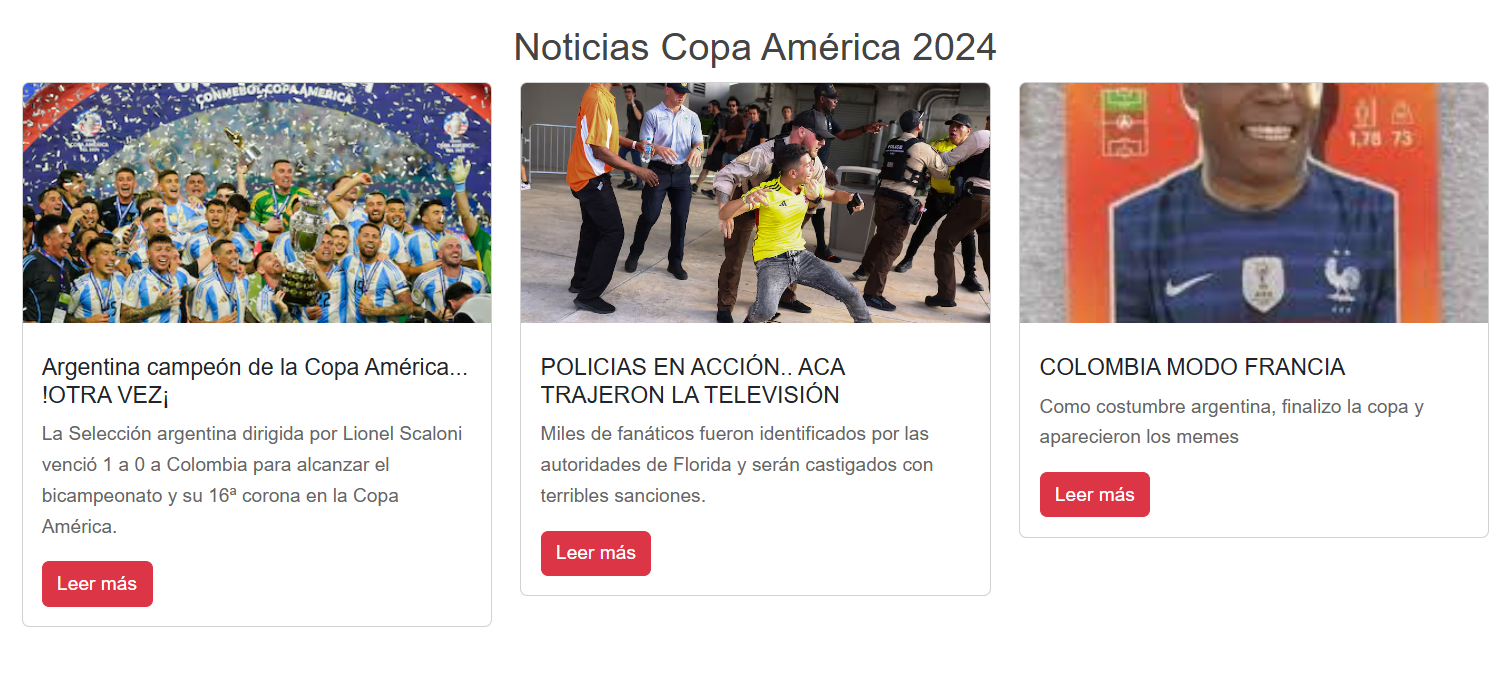 Noticias Copa América 2024
CONMEBOL COPA AMERICA
COPA AMERICA
POLICE
1,78 73
Argentina campeón de la Copa América...
!OTRA VEZ¡
La Selección argentina dirigida por Lionel Scaloni
venció 1 a 0 a Colombia para alcanzar el
bicampeonato y su 16ª corona en la Copa
América.
Leer más
POLICIAS EN ACCIÓN.. ACA
TRAJERON LA TELEVISIÓN
Miles de fanáticos fueron identificados por las
autoridades de Florida y serán castigados con
terribles sanciones.
Leer más
COLOMBIA MODO FRANCIA
Como costumbre argentina, finalizo la copa y
aparecieron los memes
Leer más